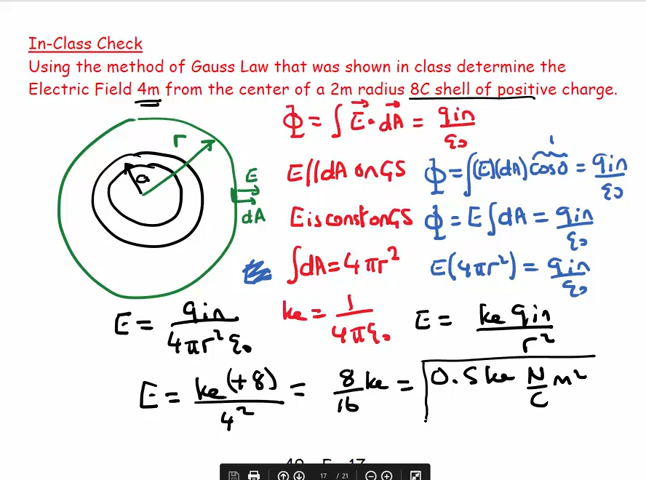 In-Class Check
Using the method of Gauss Law that was shown in class determine the
Electric Field 4m from the center of a 2m radius 8C shell of positive charge.
Φ = ∫ E⃗ • dA⃗ = qin/ε₀
r
a
E
dA
E//dA on GS
Φ = ∫(E)(dA) cos0 = qin/ε₀
1
E is const on GS
Φ = E ∫dA = qin/ε₀
∫dA = 4πr²
E(4πr²) = qin/ε₀
E = qin/4πr²ε₀
ke = 1/4πε₀
E = ke qin/r²
E = ke(+8)/4² = 8/16 ke = 0.5ke N/C m²
17 / 21